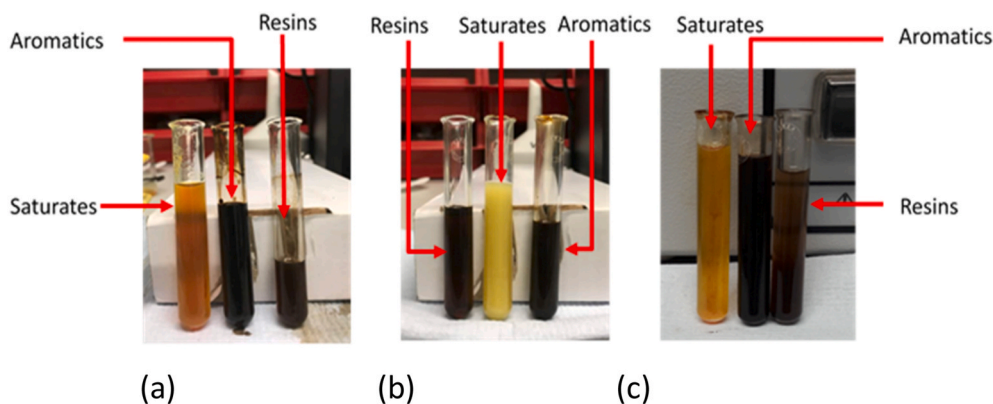 Resins
Aromatics
Saturates
(a)
Saturates
Resins
Aromatics
(b)
Saturates
Aromatics
Resins
(c)